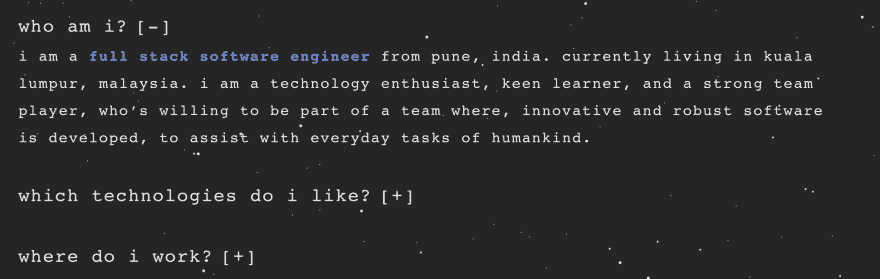 who am i? [-]
i am a full stack software engineer from pune, india. currently living in kuala
lumpur, malaysia. i am a technology enthusiast, keen learner, and a strong team
player, who's willing to be part of a team where, innovative and robust software
is developed, to assist with everyday tasks of humankind.
which technologies do i like? [+]
where do i work? [+]